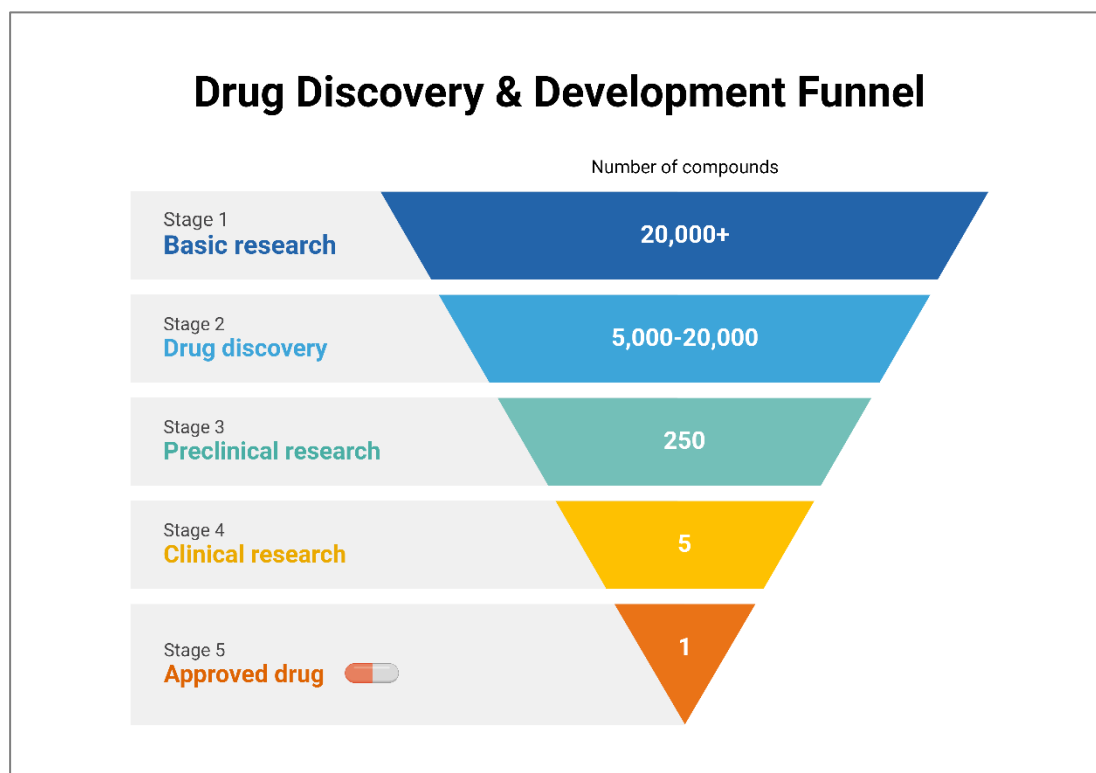 Drug Discovery & Development Funnel
Number of compounds
Stage 1
Basic research
20,000+
Stage 2
Drug discovery
5,000-20,000
Stage 3
Preclinical research
250
Stage 4
Clinical research
5
Stage 5
Approved drug
1